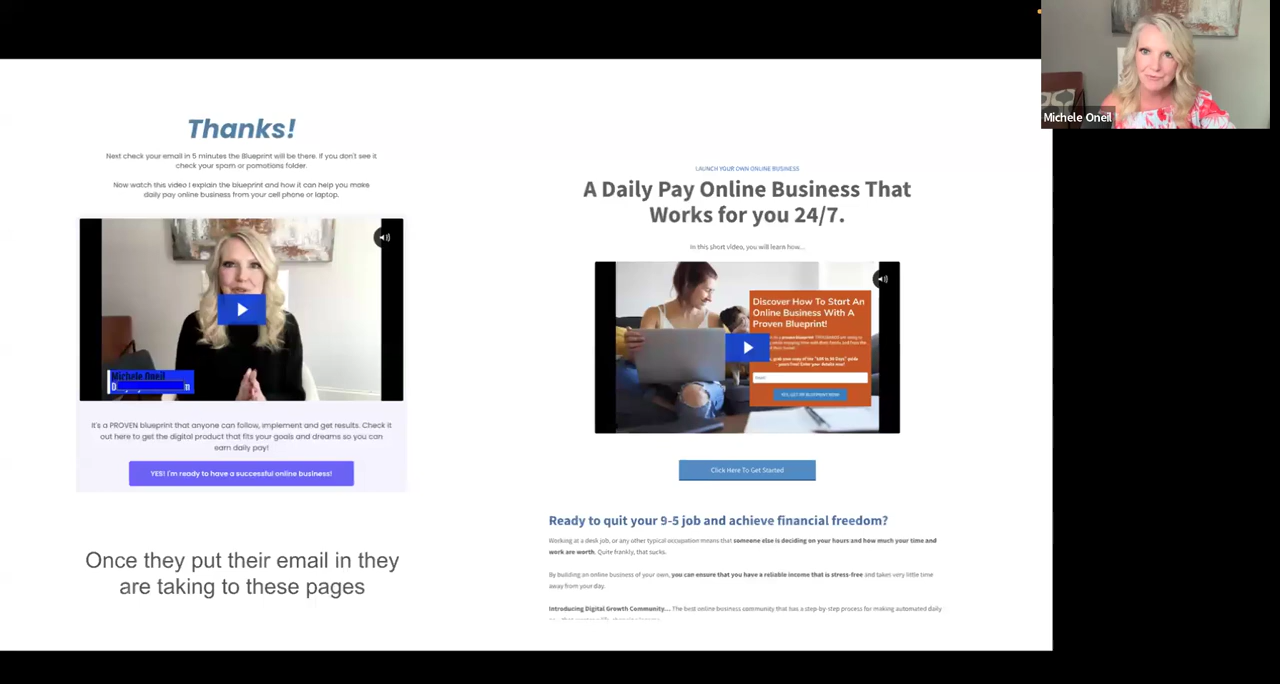 Michele Oneil
Thanks!
Nest check your email in 5 minutes the Blueprint will be there. If you don't see it
check your spam or pomotions folder.
Now watch this video I explain the blueprint and how it can help you make
daily pay online business from your cell phone or laptop.
Michele Oneil
It's a PROVEN blueprint that anyone can follow, implement and get results. Check it
out here to get the digital product that fits your goals and dreams so you can
earn daily pay!
YES! I'm ready to have a successful online business!
Once they put their email in they
are taking to these pages
LAUNCH YOUR OWN ONLINE BUSINESS
A Daily Pay Online Business That
Works for you 24/7.
In this short video, you will learn how...
Discover How To Start An
Online Business With A
Proven Blueprint!
YES, GET MY BLUEPRINT NOW!
Click Here To Get Started
Ready to quit your 9-5 job and achieve financial freedom?
Working at a desk job, or any other typical occupation means that someone else is deciding on your hours and how much your time and
work are worth. Quite frankly, that sucks.
By building an online business of your own, you can ensure that you have a reliable income that is stress-free and takes very little time
away from your day.
Introducing Digital Growth Community... The best online business community that has a step-by-step process for making automated daily